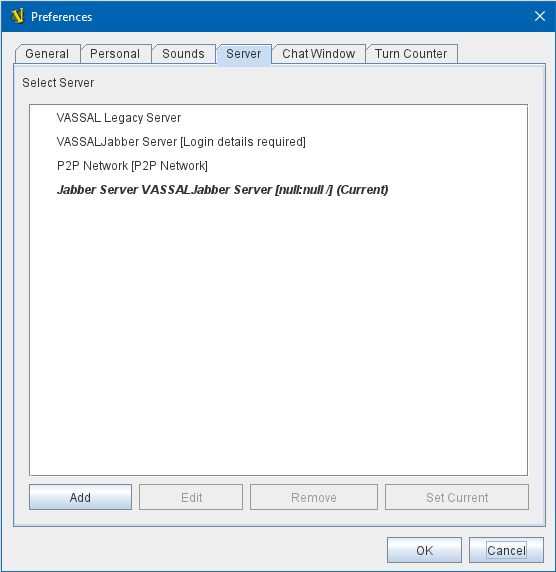 Preferences
General Personal Sounds Server Chat Window Turn Counter
Select Server
VASSAL Legacy Server
VASSALJabber Server [Login details required]
P2P Network [P2P Network]
Jabber Server VASSALJabber Server [null:null /] (Current)
Add Edit Remove Set Current
OK Cancel